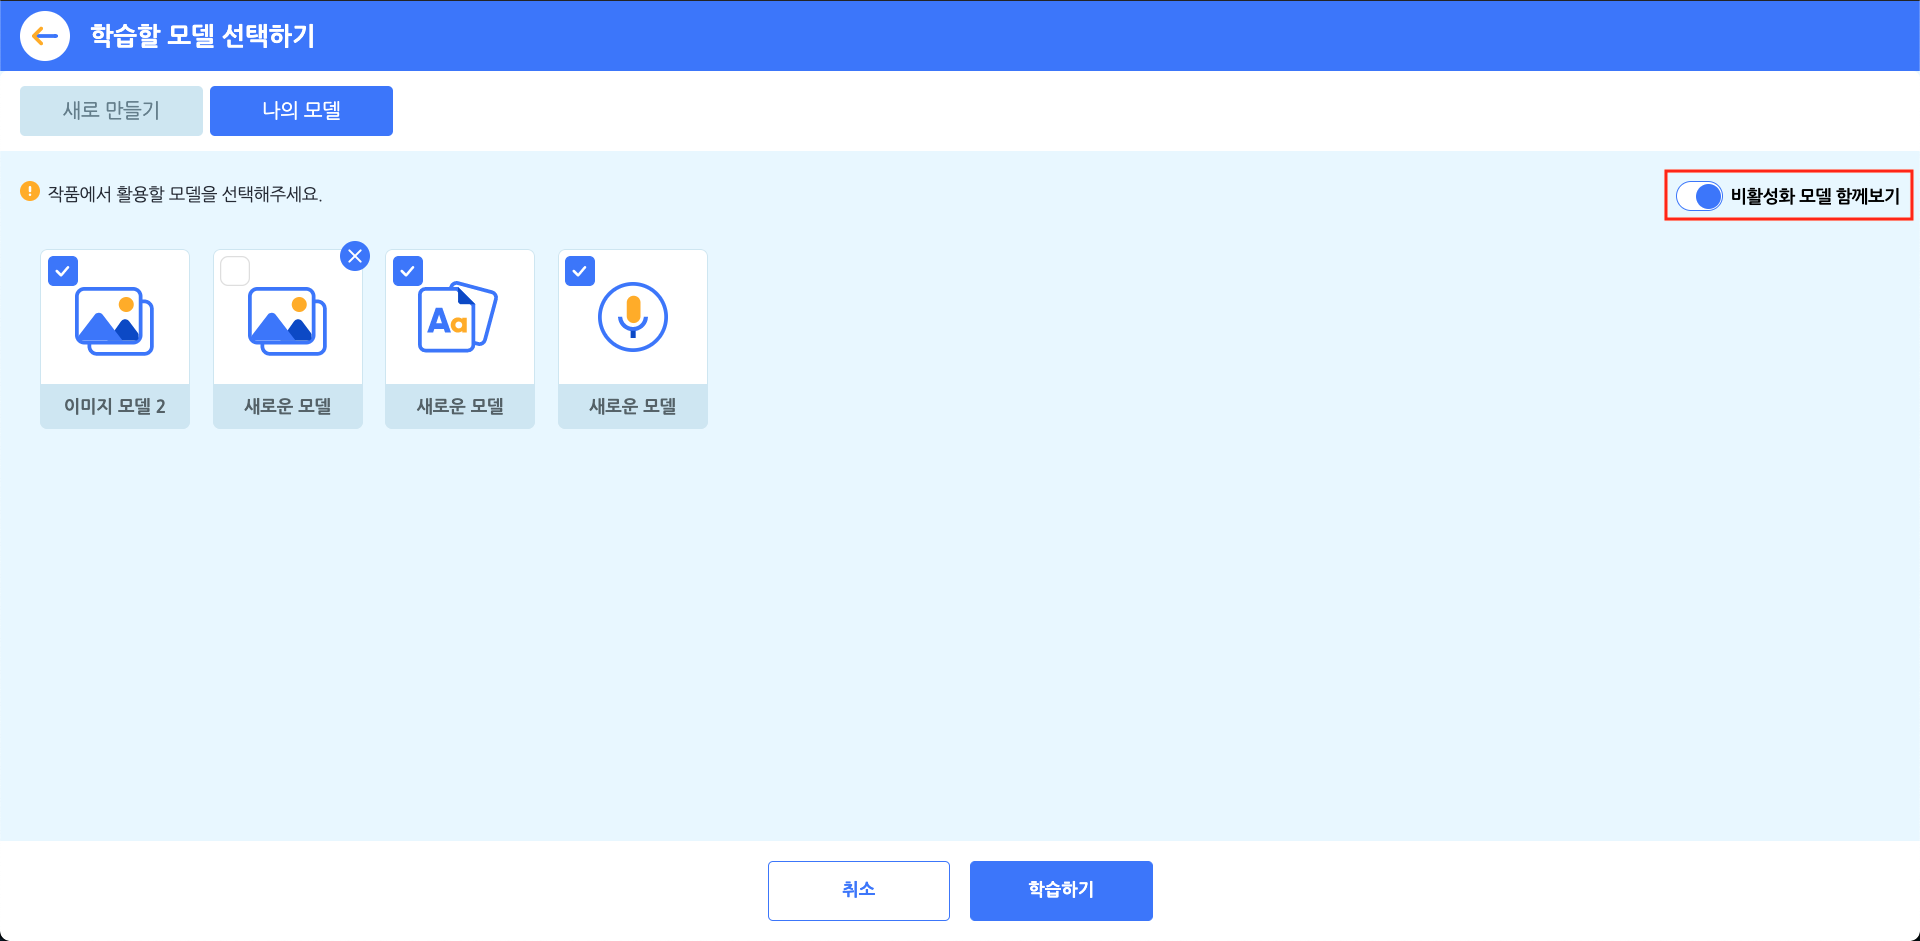 학습할 모델 선택하기
새로 만들기
나의 모델
작품에서 활용할 모델을 선택해주세요.
비활성화 모델 함께보기
Aa
이미지 모델 2
새로운 모델
새로운 모델
새로운 모델
취소
학습하기